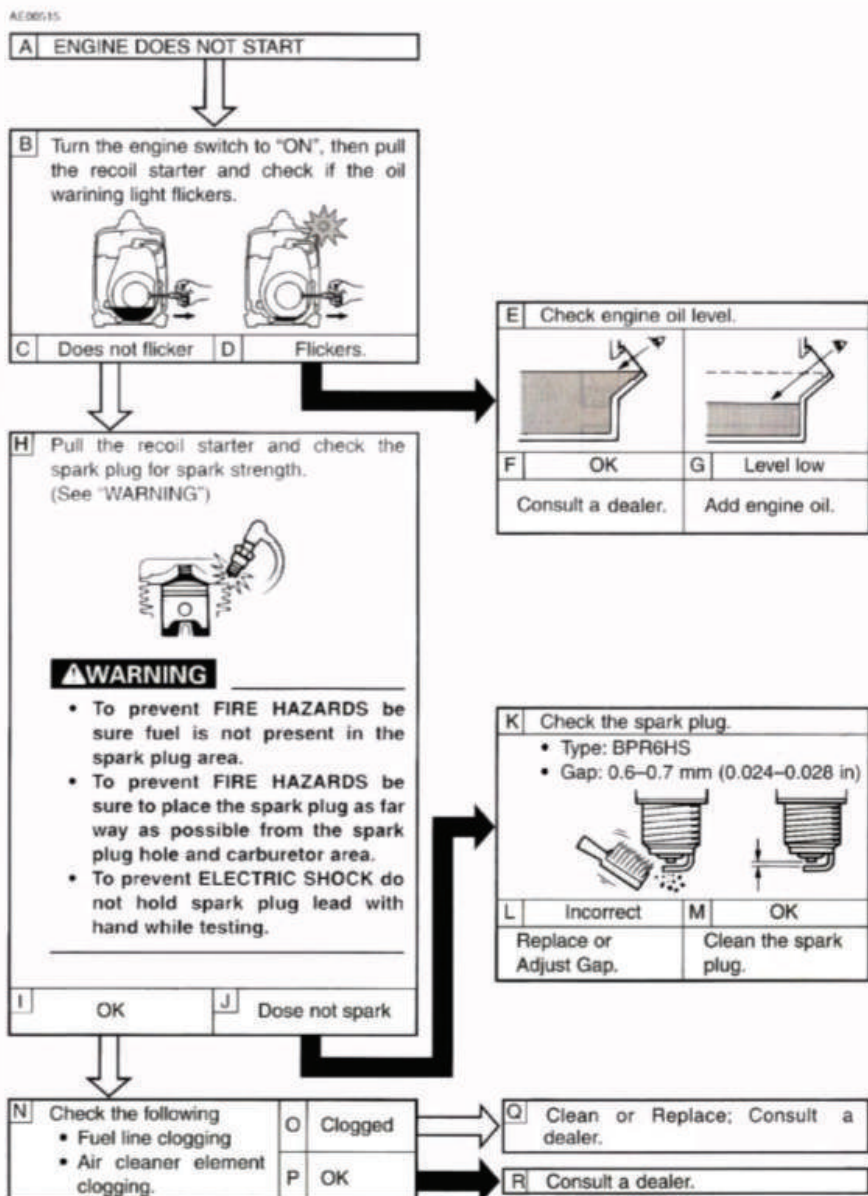 AE00515
A ENGINE DOES NOT START
B Turn the engine switch to "ON", then pull
the recoil starter and check if the oil
warining light flickers.
C Does not flicker D Flickers.
E Check engine oil level.
F OK G Level low
Consult a dealer. Add engine oil.
H Pull the recoil starter and check the
spark plug for spark strength.
(See "WARNING")
WARNING
• To prevent FIRE HAZARDS be
sure fuel is not present in the
spark plug area.
• To prevent FIRE HAZARDS be
sure to place the spark plug as far
way as possible from the spark
plug hole and carburetor area.
• To prevent ELECTRIC SHOCK do
not hold spark plug lead with
hand while testing.
I OK J Dose not spark
K Check the spark plug.
• Type: BPR6HS
• Gap: 0.6–0.7 mm (0.024–0.028 in)
L Incorrect M OK
Replace or
Adjust Gap.
Clean the spark
plug.
N Check the following
• Fuel line clogging
• Air cleaner element
clogging.
O Clogged
P OK
Q Clean or Replace; Consult a
dealer.
R Consult a dealer.